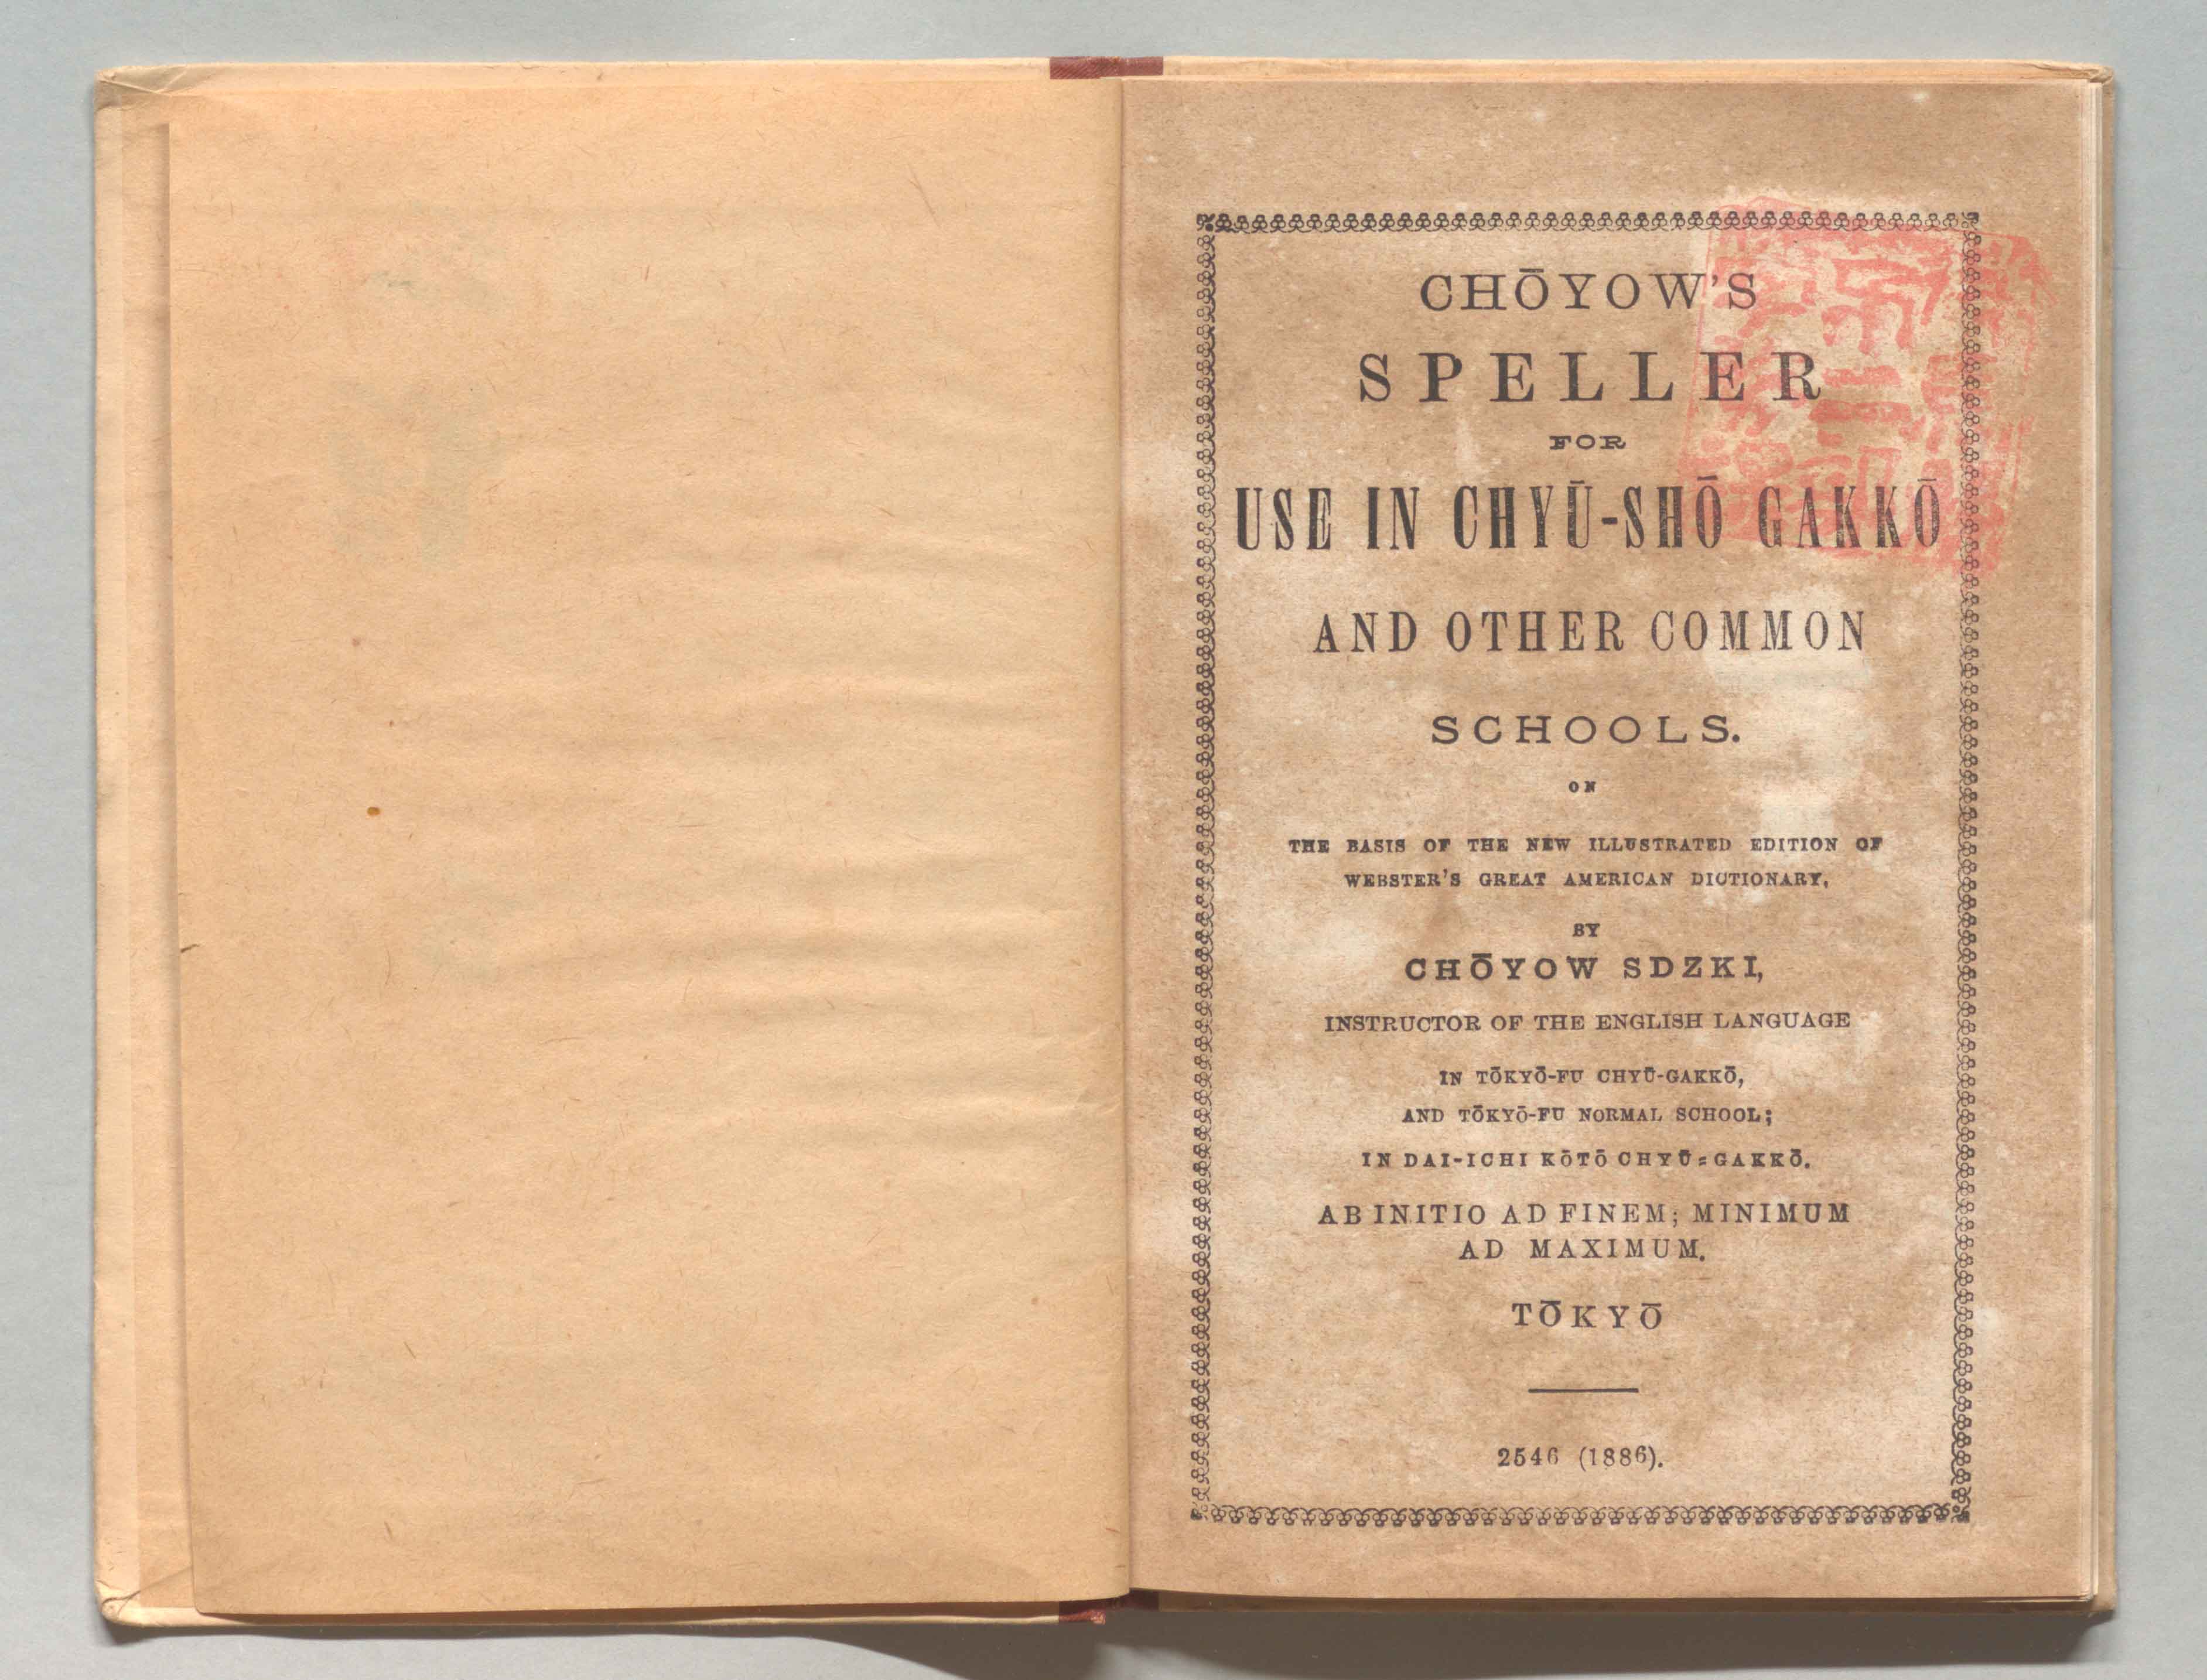 CHŌYOW'S
SPELLER
FOR
USE IN CHYŪ-SHŌ GAKKŌ
AND OTHER COMMON
SCHOOLS.
ON
THE BASIS OF THE NEW ILLUSTRATED EDITION OF
WEBSTER'S GREAT AMERICAN DICTIONARY,
BY
CHŌYOW SDZKI,
INSTRUCTOR OF THE ENGLISH LANGUAGE
IN TŌKYŌ-FU CHYŪ-GAKKŌ,
AND TŌKYŌ-FU NORMAL SCHOOL;
IN DAI-ICHI KŌTŌ CHYŪ=GAKKŌ.
AB INITIO AD FINEM; MINIMUM
AD MAXIMUM.
TŌKYŌ
2546 (1886).